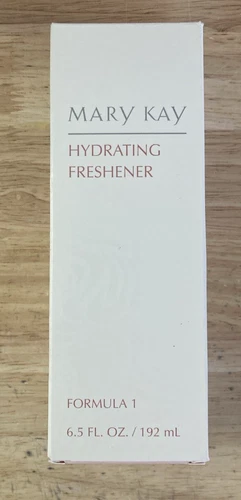 MARY KAY
HYDRATING
FRESHENER
FORMULA 1
6.5 FL. OZ. / 192 mL